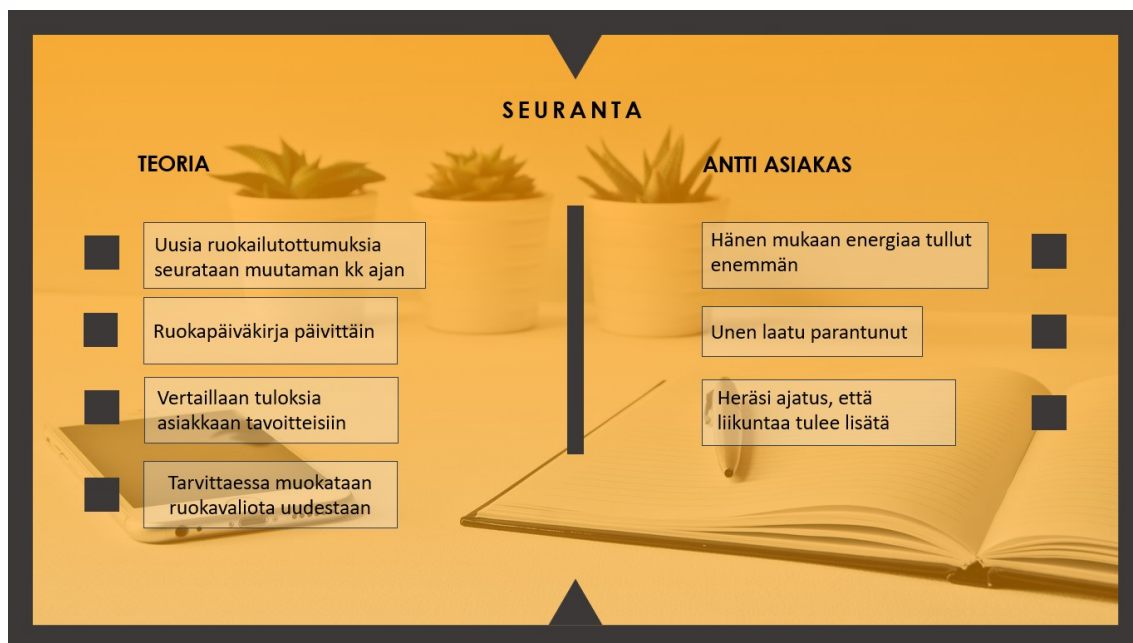 SEURANTA
TEORIA
Uusia ruokailutottumuksia
seurataan muutaman kk ajan
Ruokapäiväkirja päivittäin
Vertaillaan tuloksia
asiakkaan tavoitteisiin
Tarvittaessa muokataan
ruokavaliota uudestaan
ANTTI ASIAKAS
Hänen mukaan energiaa tullut
enemmän
Unen laatu parantunut
Heräsi ajatus, että
liikuntaa tulee lisätä